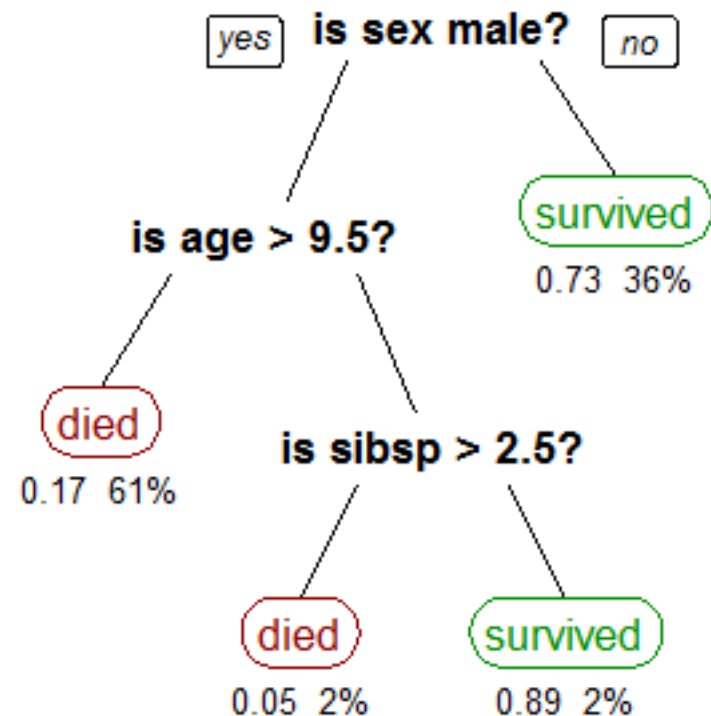 yes is sex male? no
survived
is age > 9.5?
0.73 36%
died
is sibsp > 2.5?
0.17 61%
died survived
0.05 2% 0.89 2%